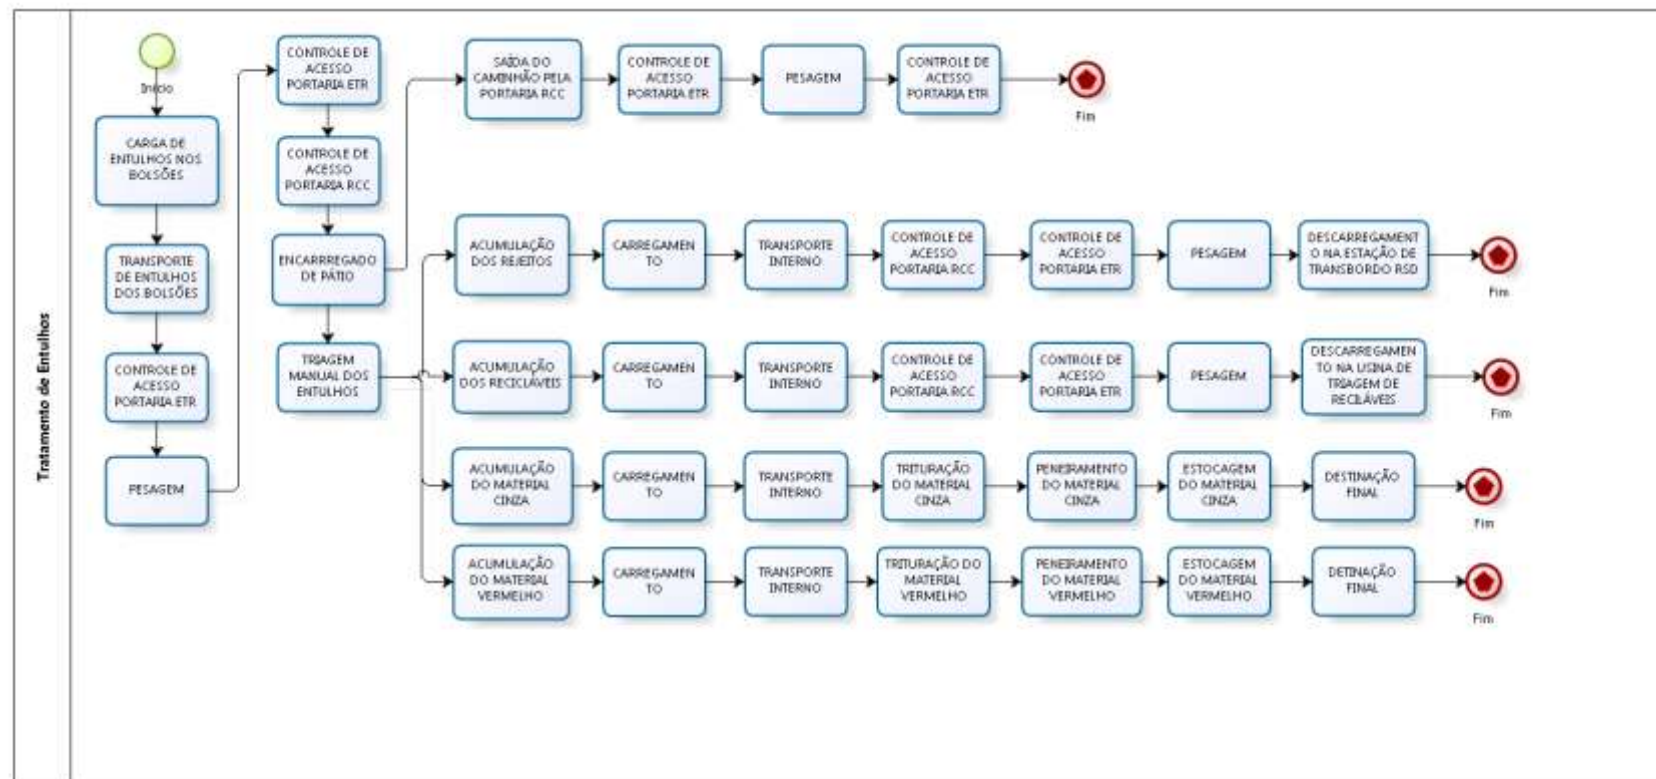 Tratamento de Entulhos
Início
CARGA DE
ENTULHOS NOS
BOLSÕES
TRANSPORTE
DE ENTULHOS
DOS BOLSÕES
CONTROLE DE
ACESSO
PORTARIA ETR
PESAGEM
CONTROLE DE
ACESSO
PORTARIA ETR
CONTROLE DE
ACESSO
PORTARIA RCC
ENCARRREGADO
DE PÁTIO
TRIAGEM
MANUAL DOS
ENTULHOS
SAÍDA DO
CAMINHÃO PELA
PORTARIA RCC
CONTROLE DE
ACESSO
PORTARIA ETR
PESAGEM
CONTROLE DE
ACESSO
PORTARIA ETR
Fim
ACUMULAÇÃO
DOS REJEITOS
CARREGAMEN
TO
TRANSPORTE
INTERNO
CONTROLE DE
ACESSO
PORTARIA RCC
CONTROLE DE
ACESSO
PORTARIA ETR
PESAGEM
DESCARREGAMENT
O NA ESTAÇÃO DE
TRANSBORDO RSD
Fim
ACUMULAÇÃO
DOS RECICLÁVEIS
CARREGAMEN
TO
TRANSPORTE
INTERNO
CONTROLE DE
ACESSO
PORTARIA RCC
CONTROLE DE
ACESSO
PORTARIA ETR
PESAGEM
DESCARREGAMEN
TO NA USINA DE
TRIAGEM DE
RECILÁVEIS
Fim
ACUMULAÇÃO
DO MATERIAL
CINZA
CARREGAMEN
TO
TRANSPORTE
INTERNO
TRITURAÇÃO
DO MATERIAL
CINZA
PENEIRAMENTO
DO MATERIAL
CINZA
ESTOCAGEM
DO MATERIAL
CINZA
DESTINAÇÃO
FINAL
Fim
ACUMULAÇÃO
DO MATERIAL
VERMELHO
CARREGAMEN
TO
TRANSPORTE
INTERNO
TRITURAÇÃO DO
MATERIAL
VERMELHO
PENEIRAMENTO
DO MATERIAL
VERMELHO
ESTOCAGEM
DO MATERIAL
VERMELHO
DETINAÇÃO
FINAL
Fim